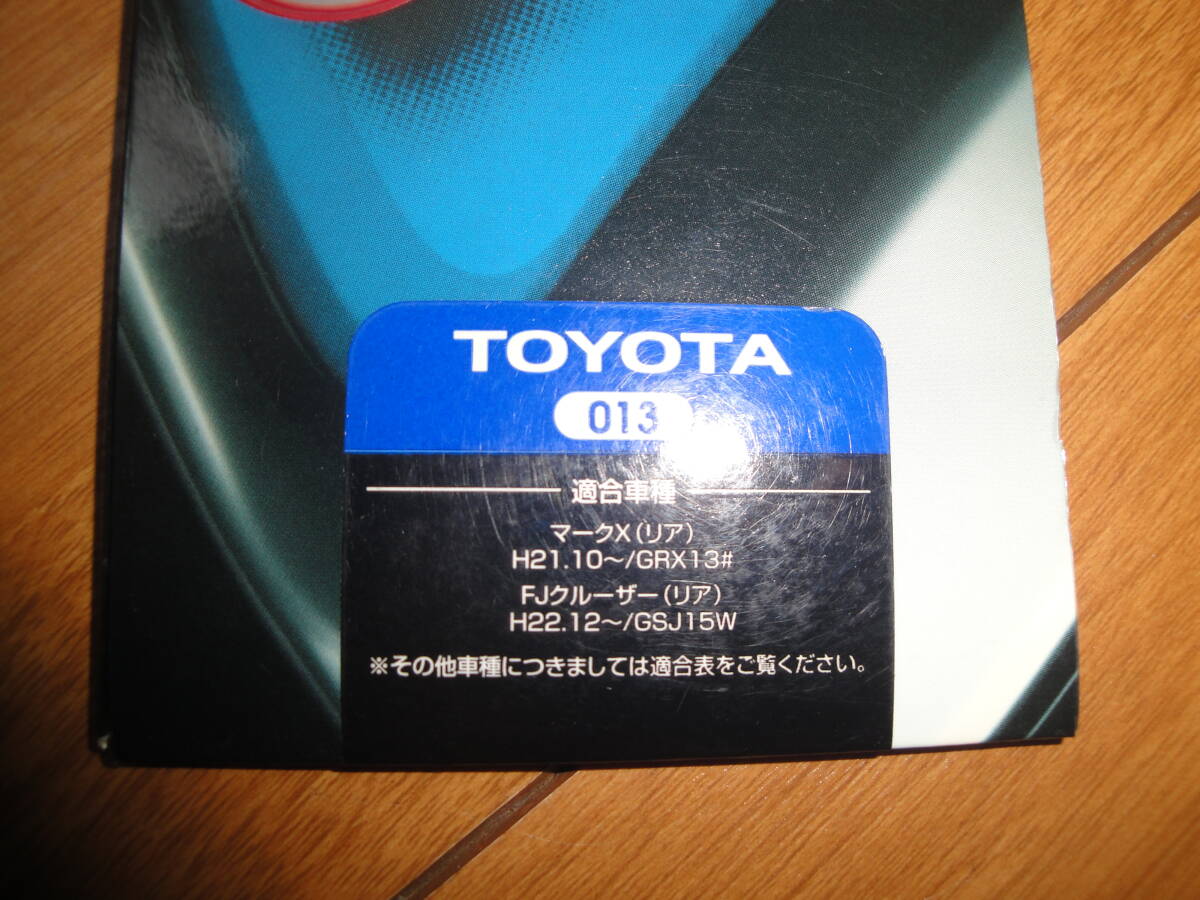 TOYOTA
013
適合車種
マークX（リア）
H21.10～/GRX13#
FJクルーザー（リア）
H22.12～/GSJ15W
※その他車種につきましては適合表をご覧ください。